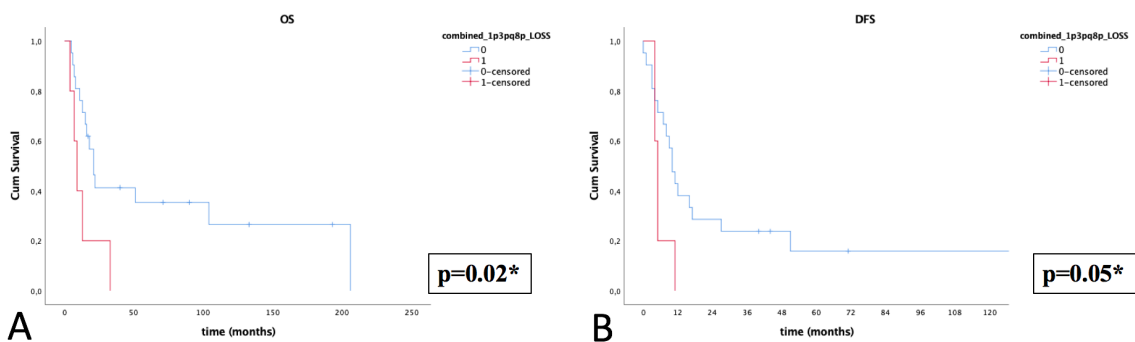 OS
combined_1p3pq8p_LOSS
0
1
0-censored
1-censored
Cum Survival
1,0
0,8
0,6
0,4
0,2
0,0
0 50 100 150 200 250
time (months)
p=0.02*
A
DFS
combined_1p3pq8p_LOSS
0
1
0-censored
1-censored
Cum Survival
1,0
0,8
0,6
0,4
0,2
0,0
0 12 24 36 48 60 72 84 96 108 120
time (months)
p=0.05*
B